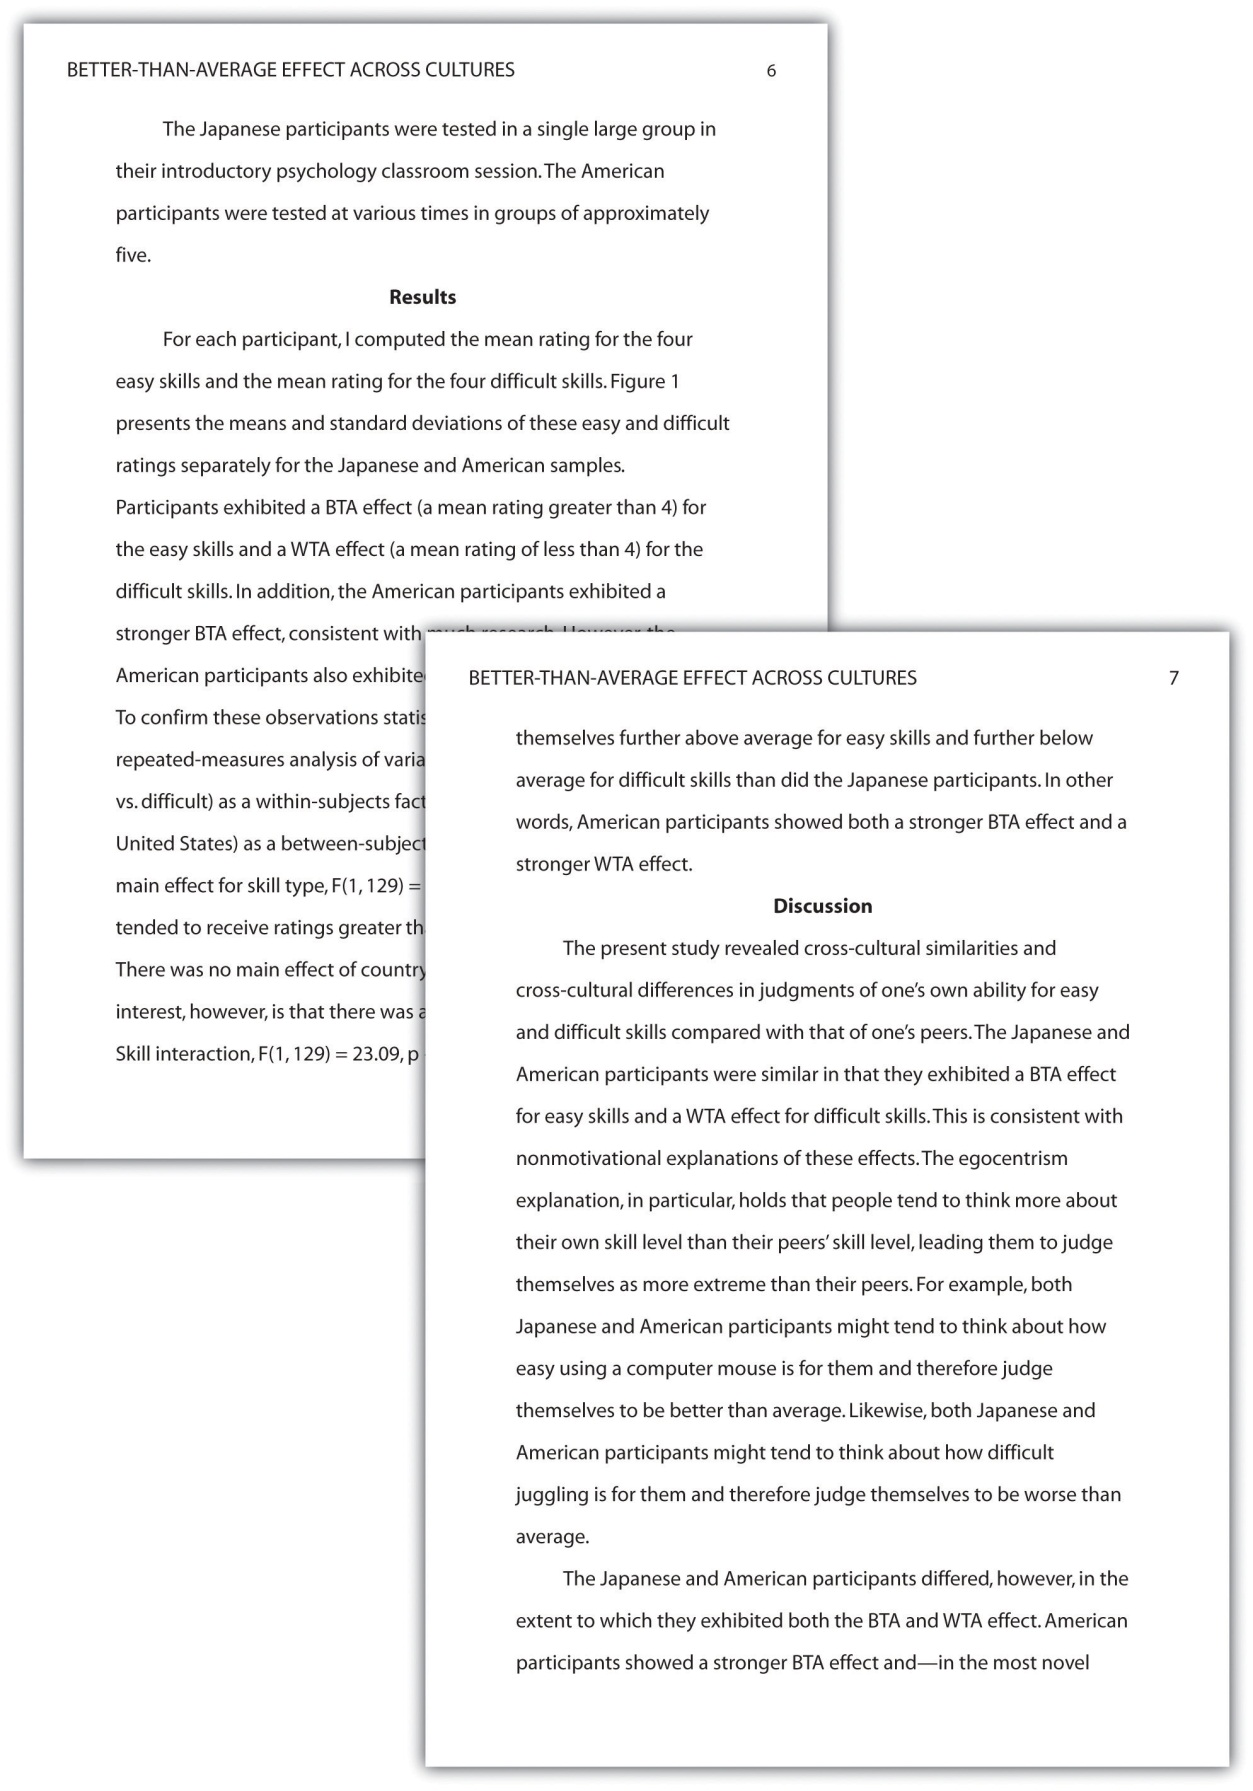 BETTER-THAN-AVERAGE EFFECT ACROSS CULTURES 6
The Japanese participants were tested in a single large group in
their introductory psychology classroom session. The American
participants were tested at various times in groups of approximately
five.
Results
For each participant, I computed the mean rating for the four
easy skills and the mean rating for the four difficult skills. Figure 1
presents the means and standard deviations of these easy and difficult
ratings separately for the Japanese and American samples.
Participants exhibited a BTA effect (a mean rating greater than 4) for
the easy skills and a WTA effect (a mean rating of less than 4) for the
difficult skills. In addition, the American participants exhibited a
stronger BTA effect, consistent with much research. However, the
American participants also exhibite
To confirm these observations statis
repeated-measures analysis of varia
vs. difficult) as a within-subjects fact
United States) as a between-subject
main effect for skill type, F(1, 129) =
tended to receive ratings greater th
There was no main effect of country
interest, however, is that there was a
Skill interaction, F(1, 129) = 23.09, p
BETTER-THAN-AVERAGE EFFECT ACROSS CULTURES 7
themselves further above average for easy skills and further below
average for difficult skills than did the Japanese participants. In other
words, American participants showed both a stronger BTA effect and a
stronger WTA effect.
Discussion
The present study revealed cross-cultural similarities and
cross-cultural differences in judgments of one's own ability for easy
and difficult skills compared with that of one's peers. The Japanese and
American participants were similar in that they exhibited a BTA effect
for easy skills and a WTA effect for difficult skills. This is consistent with
nonmotivational explanations of these effects. The egocentrism
explanation, in particular, holds that people tend to think more about
their own skill level than their peers' skill level, leading them to judge
themselves as more extreme than their peers. For example, both
Japanese and American participants might tend to think about how
easy using a computer mouse is for them and therefore judge
themselves to be better than average. Likewise, both Japanese and
American participants might tend to think about how difficult
juggling is for them and therefore judge themselves to be worse than
average.
The Japanese and American participants differed, however, in the
extent to which they exhibited both the BTA and WTA effect. American
participants showed a stronger BTA effect and—in the most novel